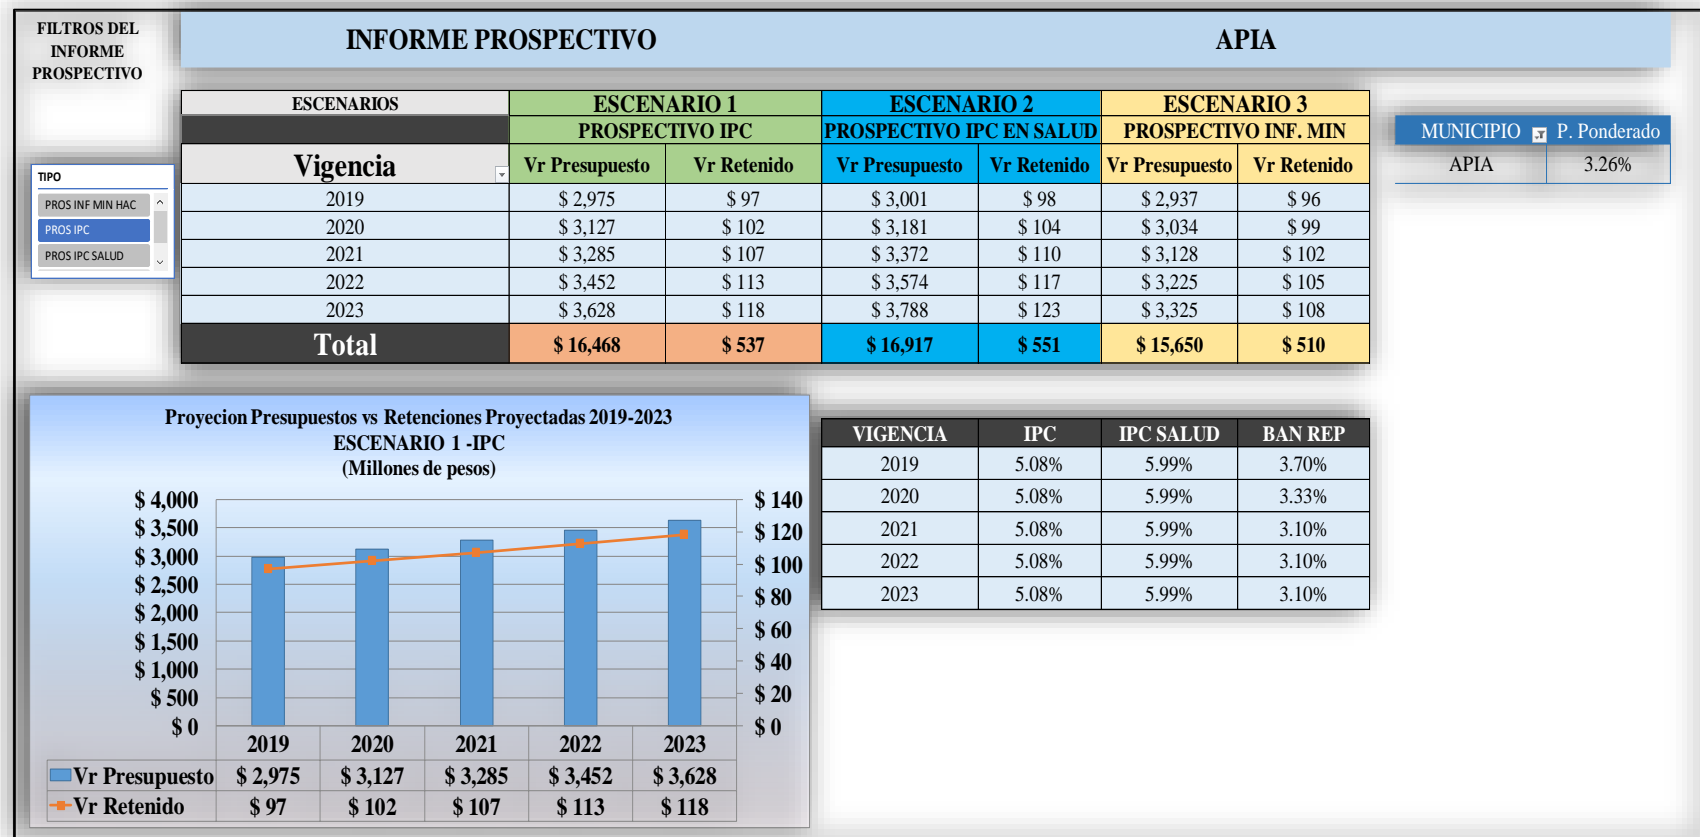 FILTROS DEL
INFORME
PROSPECTIVO
INFORME PROSPECTIVO APIA
ESCENARIOS ESCENARIO 1 ESCENARIO 2 ESCENARIO 3
PROSPECTIVO IPC PROSPECTIVO IPC EN SALUD PROSPECTIVO INF. MIN
Vigencia Vr Presupuesto Vr Retenido Vr Presupuesto Vr Retenido Vr Presupuesto Vr Retenido
2019 $ 2,975 $ 97 $ 3,001 $ 98 $ 2,937 $ 96
2020 $ 3,127 $ 102 $ 3,181 $ 104 $ 3,034 $ 99
2021 $ 3,285 $ 107 $ 3,372 $ 110 $ 3,128 $ 102
2022 $ 3,452 $ 113 $ 3,574 $ 117 $ 3,225 $ 105
2023 $ 3,628 $ 118 $ 3,788 $ 123 $ 3,325 $ 108
Total $ 16,468 $ 537 $ 16,917 $ 551 $ 15,650 $ 510
MUNICIPIO P. Ponderado
APIA 3.26%
TIPO
PROS INF MIN HAC
PROS IPC
PROS IPC SALUD
Proyecion Presupuestos vs Retenciones Proyectadas 2019-2023
ESCENARIO 1 -IPC
(Millones de pesos)
$ 4,000 $ 140
$ 3,500 $ 120
$ 3,000 $ 100
$ 2,500 $ 80
$ 2,000 $ 60
$ 1,500 $ 40
$ 1,000 $ 20
$ 500 $ 0
$ 0
2019 2020 2021 2022 2023
Vr Presupuesto $ 2,975 $ 3,127 $ 3,285 $ 3,452 $ 3,628
Vr Retenido $ 97 $ 102 $ 107 $ 113 $ 118
VIGENCIA IPC IPC SALUD BAN REP
2019 5.08% 5.99% 3.70%
2020 5.08% 5.99% 3.33%
2021 5.08% 5.99% 3.10%
2022 5.08% 5.99% 3.10%
2023 5.08% 5.99% 3.10%